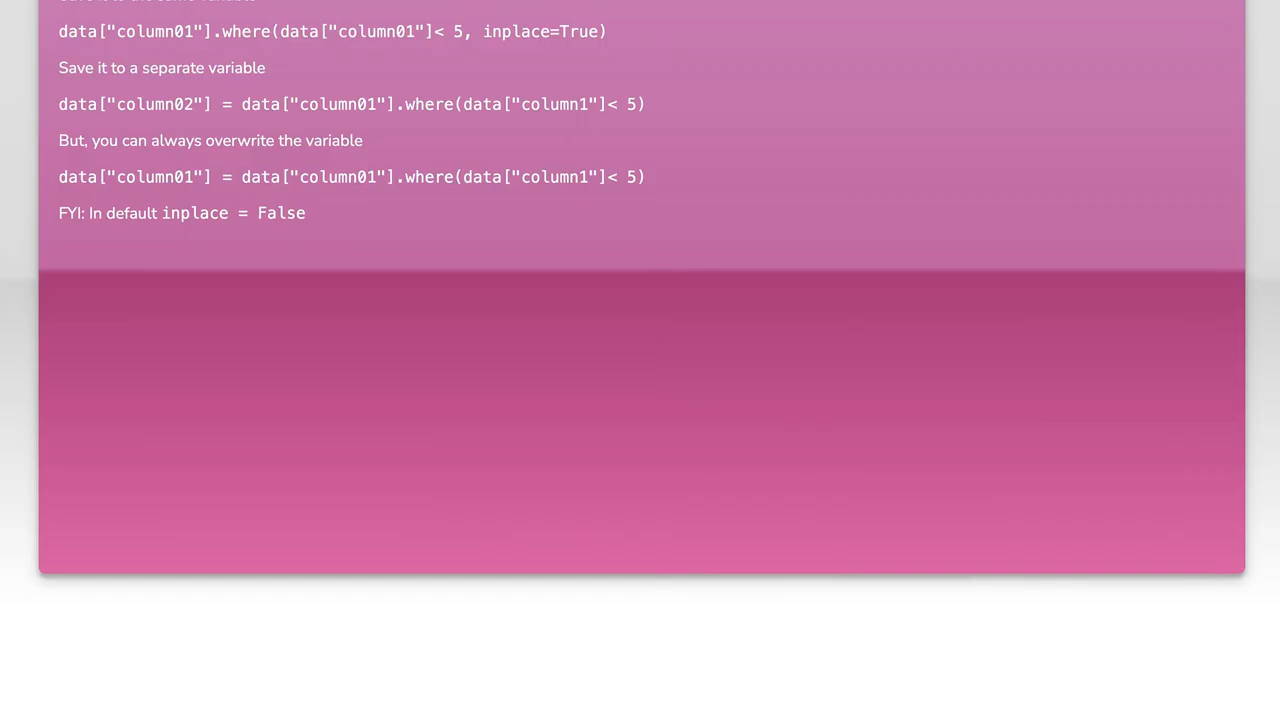 data["column01"].where(data["column01"]< 5, inplace=True)
Save it to a separate variable
data["column02"] = data["column01"].where(data["column1"]< 5)
But, you can always overwrite the variable
data["column01"] = data["column01"].where(data["column1"]< 5)
FYI: In default inplace = False